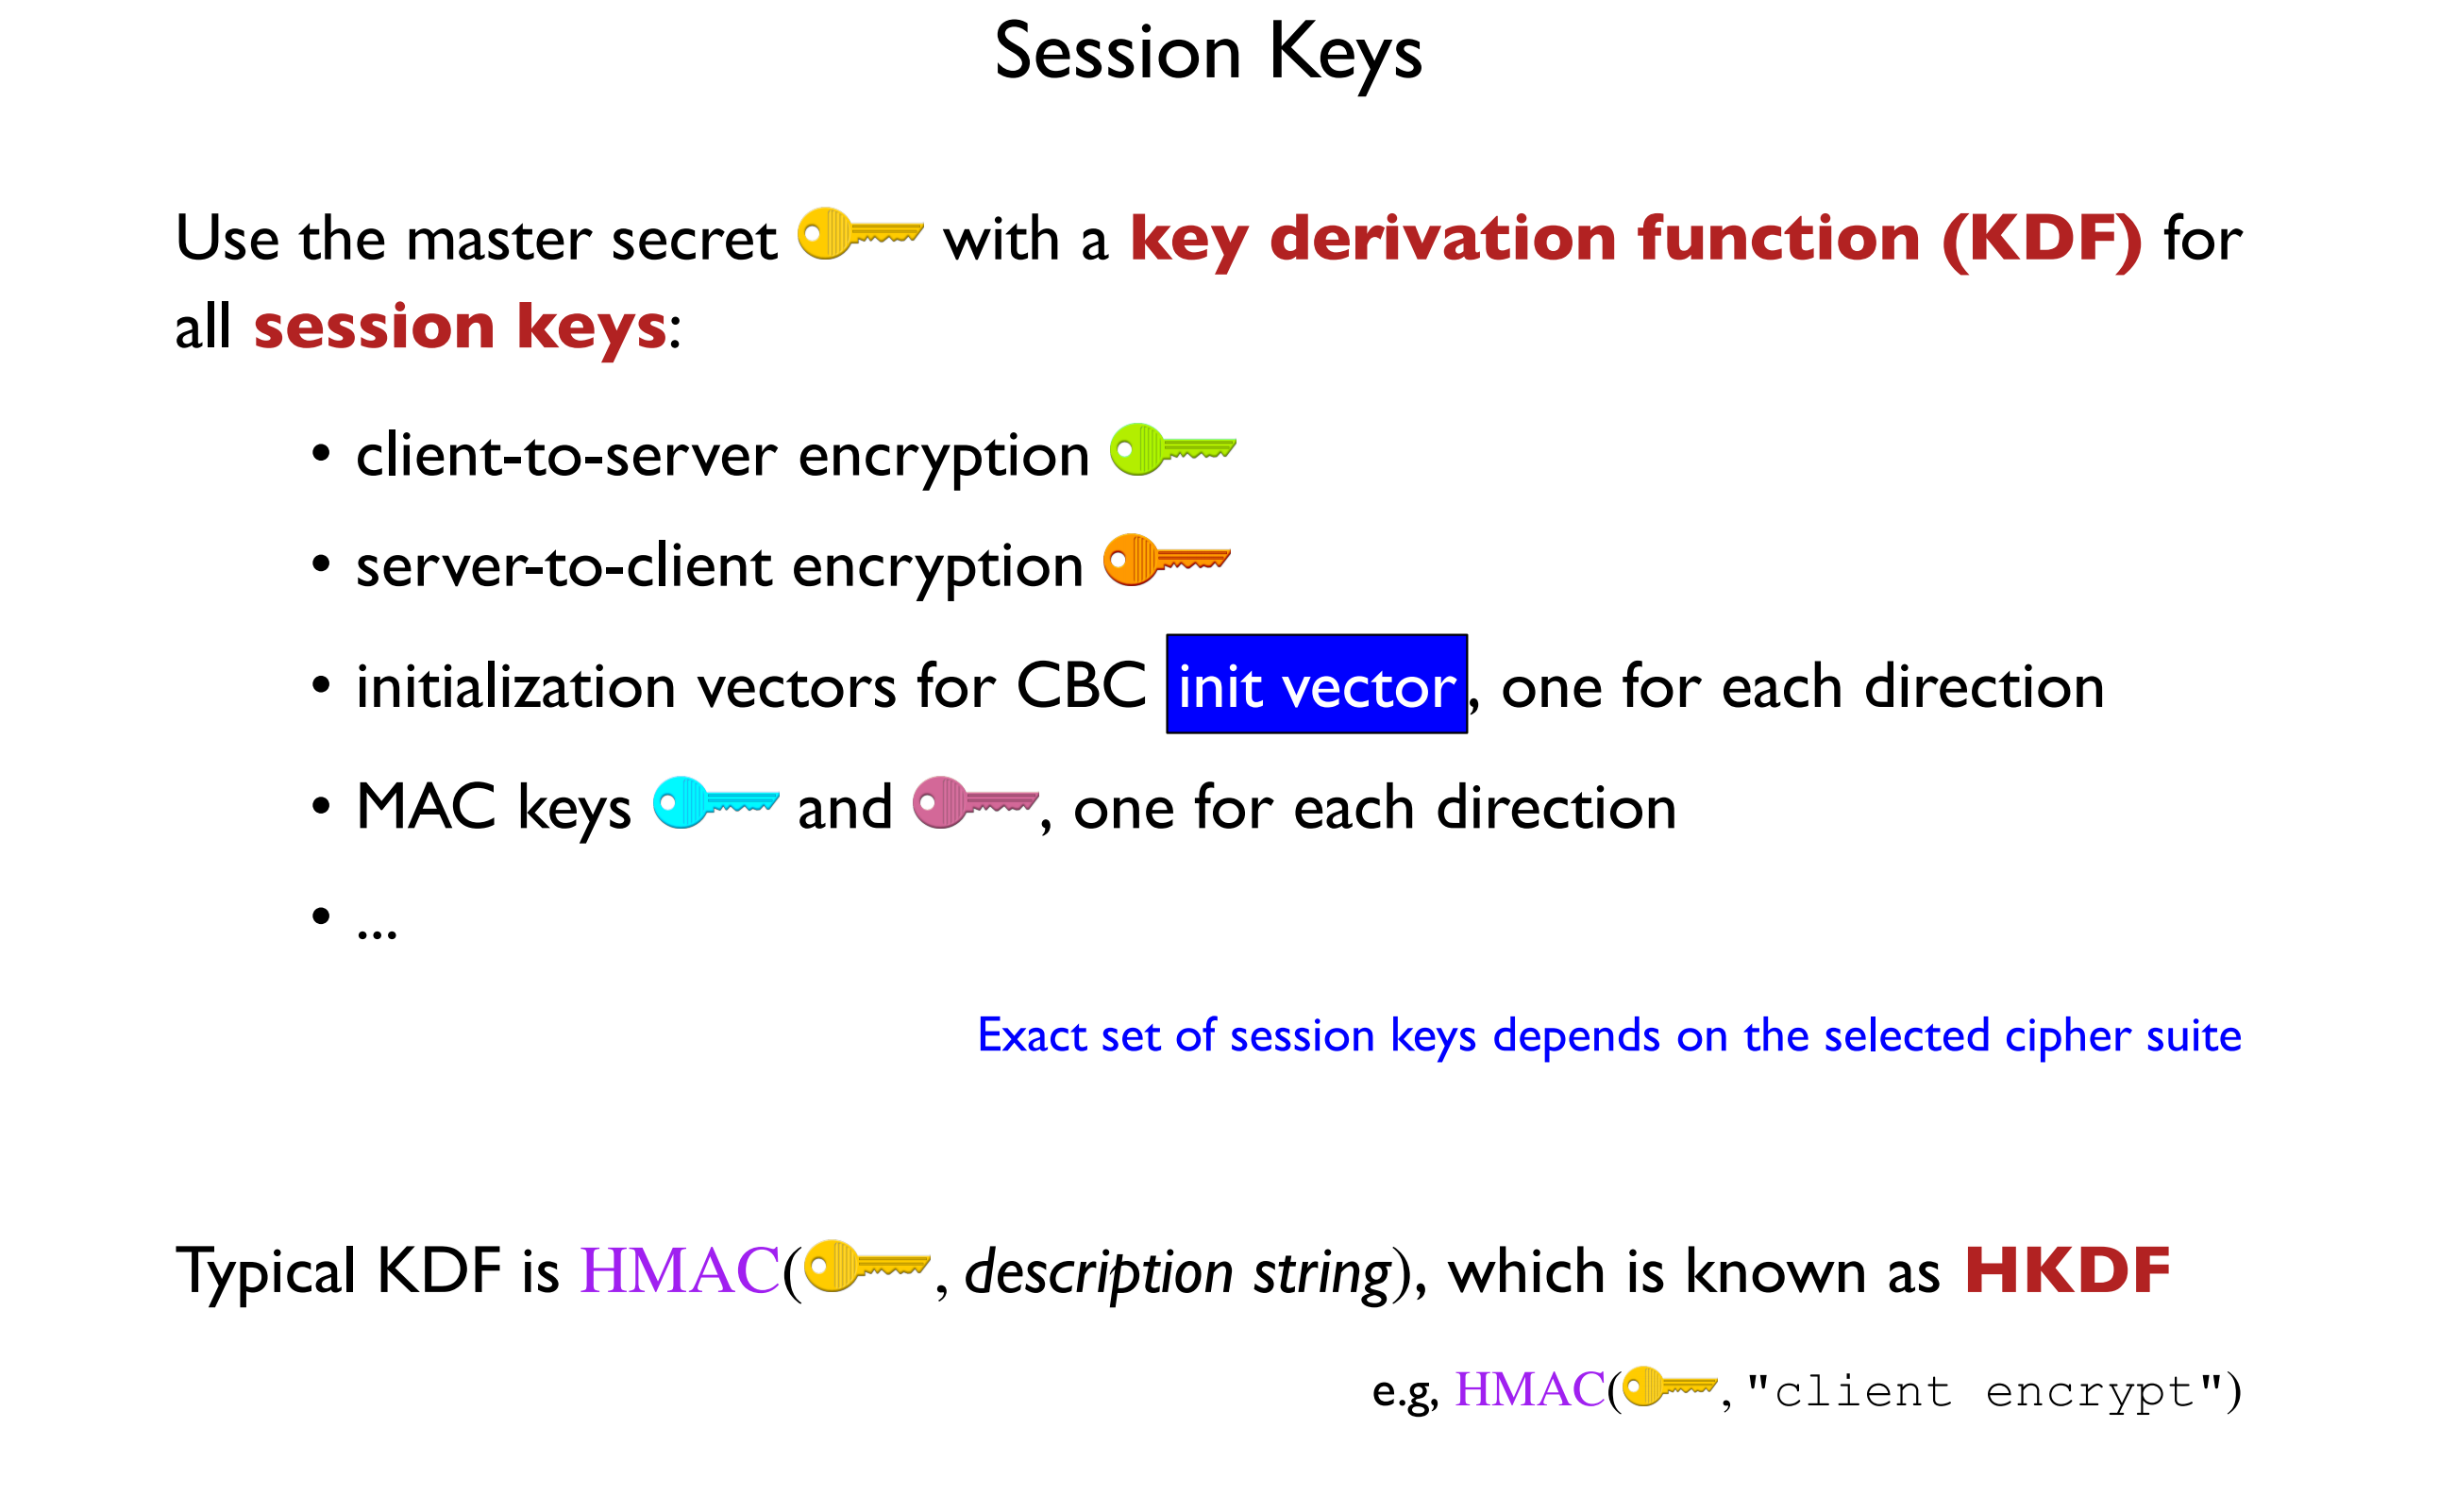 Session Keys
Use the master secret with a key derivation function (KDF) for
all session keys:
• client-to-server encryption
• server-to-client encryption
• initialization vectors for CBC init vector, one for each direction
• MAC keys and , one for each direction
• ...
Exact set of session keys depends on the selected cipher suite
Typical KDF is HMAC( , description string), which is known as HKDF
e.g, HMAC( , "client encrypt")